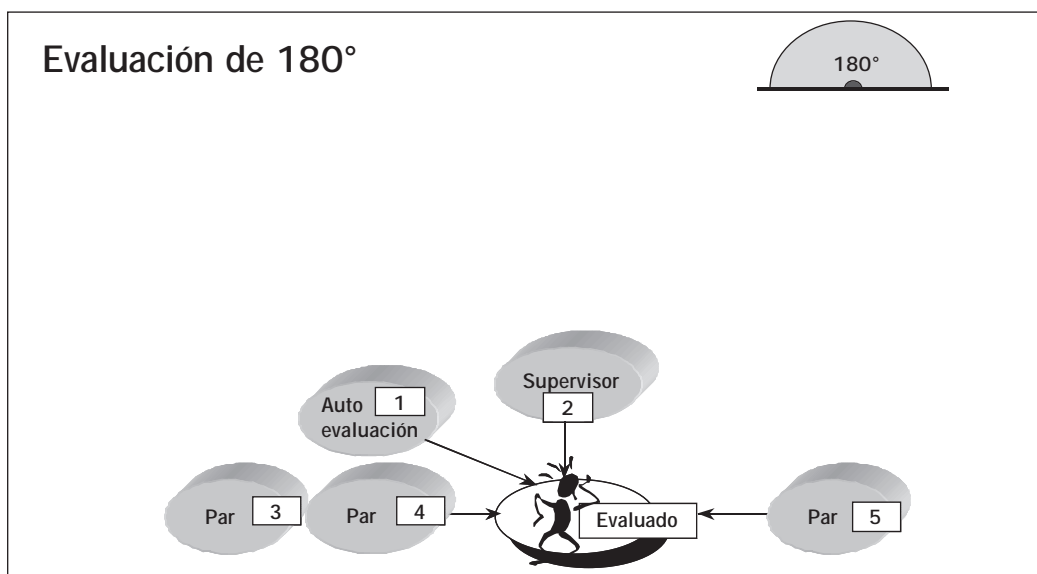 Evaluación de 180°
180°
Supervisor
2
Auto 1
evaluación
Par 3
Par 4
Evaluado
Par 5